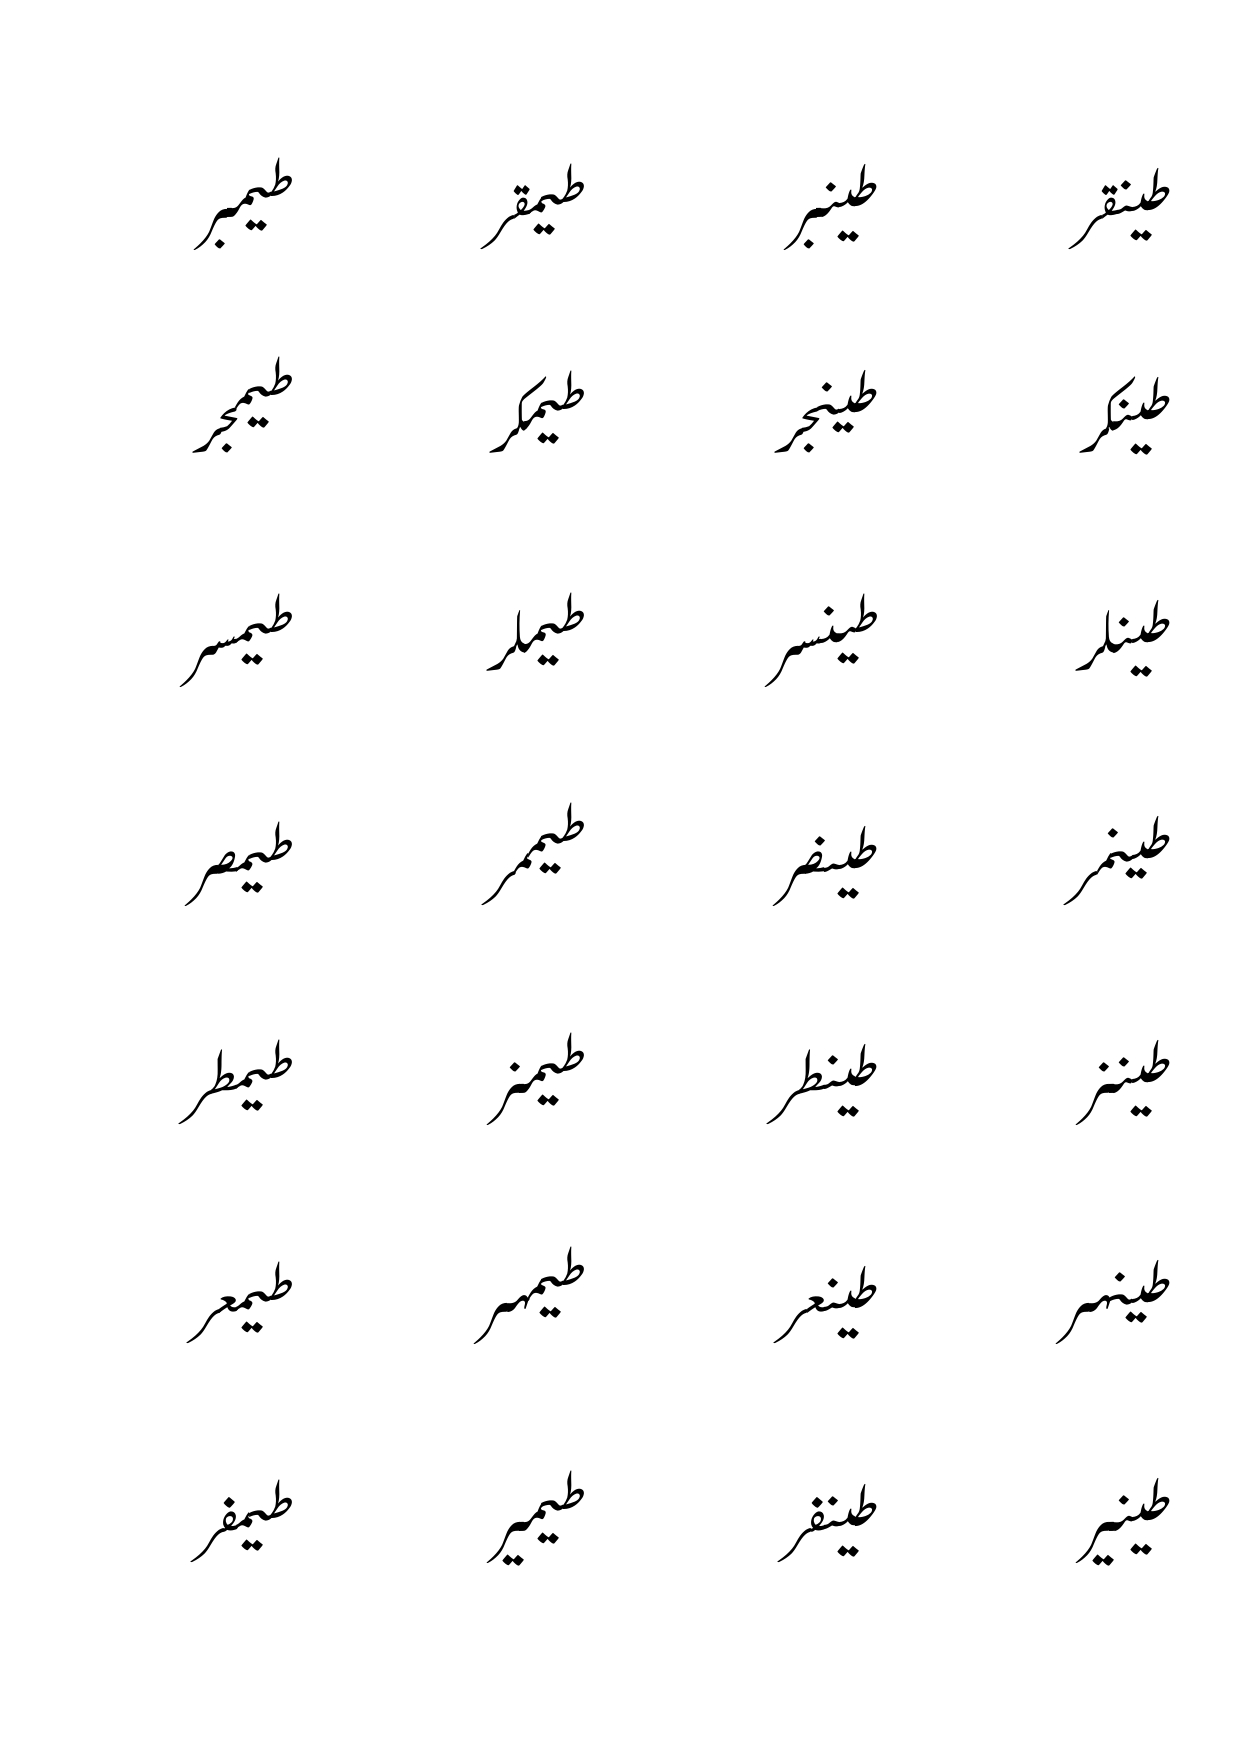 طینقر طینبر طیمقر طیمبر
طینکر طینجر طیمکر طیمجر
طینلر طینسر طیملر طیمسر
طینمر طینضر طیممر طیمصر
طیننر طینطر طیمنر طیمطر
طینہر طینعر طیمہر طیمعر
طینیر طینفر طیمیر طیمفر